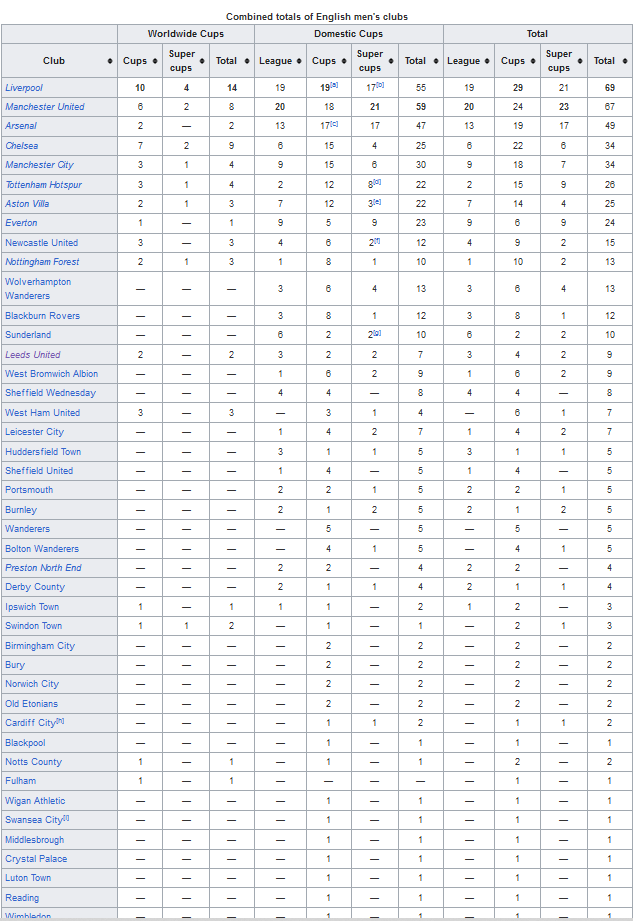 Combined totals of English men's clubs
Worldwide Cups Domestic Cups Total
Club Cups Super cups Total League Cups Super cups Total League Cups Super cups Total
Liverpool 10 4 14 19 19[a] 17[b] 55 19 29 21 69
Manchester United 6 2 8 20 18 21 59 20 24 23 67
Arsenal 2 — 2 13 17[c] 17 47 13 19 17 49
Chelsea 7 2 9 6 15 4 25 6 22 6 34
Manchester City 3 1 4 9 15 6 30 9 18 7 34
Tottenham Hotspur 3 1 4 2 12 8[d] 22 2 15 9 26
Aston Villa 2 1 3 7 12 3[e] 22 7 14 4 25
Everton 1 — 1 9 5 9 23 9 6 9 24
Newcastle United 3 — 3 4 6 2[f] 12 4 9 2 15
Nottingham Forest 2 1 3 1 8 1 10 1 10 2 13
Wolverhampton
Wanderers — — — 3 6 4 13 3 6 4 13
Blackburn Rovers — — — 3 8 1 12 3 8 1 12
Sunderland — — — 6 2 2[g] 10 6 2 2 10
Leeds United 2 — 2 3 2 2 7 3 4 2 9
West Bromwich Albion — — — 1 6 2 9 1 6 2 9
Sheffield Wednesday — — — 4 4 — 8 4 4 — 8
West Ham United 3 — 3 — 3 1 4 — 6 1 7
Leicester City — — — 1 4 2 7 1 4 2 7
Huddersfield Town — — — 3 1 1 5 3 1 1 5
Sheffield United — — — 1 4 — 5 1 4 — 5
Portsmouth — — — 2 2 1 5 2 2 1 5
Burnley — — — 2 1 2 5 2 1 2 5
Wanderers — — — — 5 — 5 — 5 — 5
Bolton Wanderers — — — — 4 1 5 — 4 1 5
Preston North End — — — 2 2 — 4 2 2 — 4
Derby County — — — 2 1 1 4 2 1 1 4
Ipswich Town 1 — 1 1 1 — 2 1 2 — 3
Swindon Town 1 1 2 — 1 — 1 — 2 1 3
Birmingham City — — — — 2 — 2 — 2 — 2
Bury — — — — 2 — 2 — 2 — 2
Norwich City — — — — 2 — 2 — 2 — 2
Old Etonians — — — — 2 — 2 — 2 — 2
Cardiff City[h] — — — — 1 1 2 — 1 1 2
Blackpool — — — — 1 — 1 — 1 — 1
Notts County 1 — 1 — 1 — 1 — 2 — 2
Fulham 1 — 1 — — — — — 1 — 1
Wigan Athletic — — — — 1 — 1 — 1 — 1
Swansea City[i] — — — — 1 — 1 — 1 — 1
Middlesbrough — — — — 1 — 1 — 1 — 1
Crystal Palace — — — — 1 — 1 — 1 — 1
Luton Town — — — — 1 — 1 — 1 — 1
Reading — — — — 1 — 1 — 1 — 1
Wimbledon — — — — 1 — 1 — 1 — 1